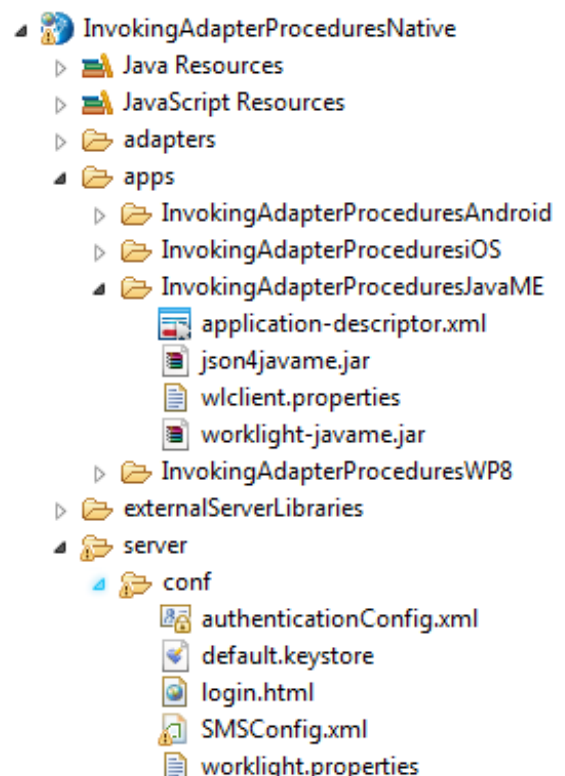 InvokingAdapterProceduresNative
Java Resources
JavaScript Resources
adapters
apps
InvokingAdapterProceduresAndroid
InvokingAdapterProceduresiOS
InvokingAdapterProceduresJavaME
application-descriptor.xml
json4javame.jar
wlclient.properties
worklight-javame.jar
InvokingAdapterProceduresWP8
externalServerLibraries
server
conf
authenticationConfig.xml
default.keystore
login.html
SMSConfig.xml
worklight.properties